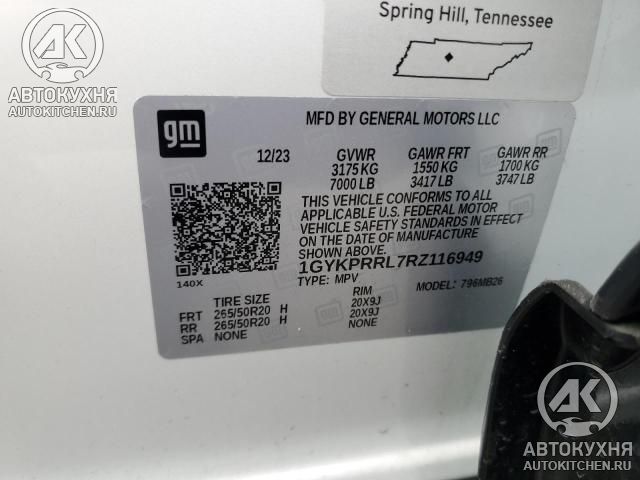 Spring Hill, Tennessee
AK
АВТОКУХНЯ
AUTOKITCHEN.RU
gm
MFD BY GENERAL MOTORS LLC
12/23 GVWR GAWR FRT GAWR RR
3175 KG 1550 KG 1700 KG
7000 LB 3417 LB 3747 LB
THIS VEHICLE CONFORMS TO ALL
APPLICABLE U.S. FEDERAL MOTOR
VEHICLE SAFETY STANDARDS IN EFFECT
ON THE DATE OF MANUFACTURE
SHOWN ABOVE.
1GYKPRRL7RZ116949
140X
TYPE: MPV MODEL: 796MB26
TIRE SIZE RIM
FRT 265/50R20 H 20X9J
RR 265/50R20 H 20X9J
SPA NONE NONE
AK
АВТОКУХНЯ
AUTOKITCHEN.RU